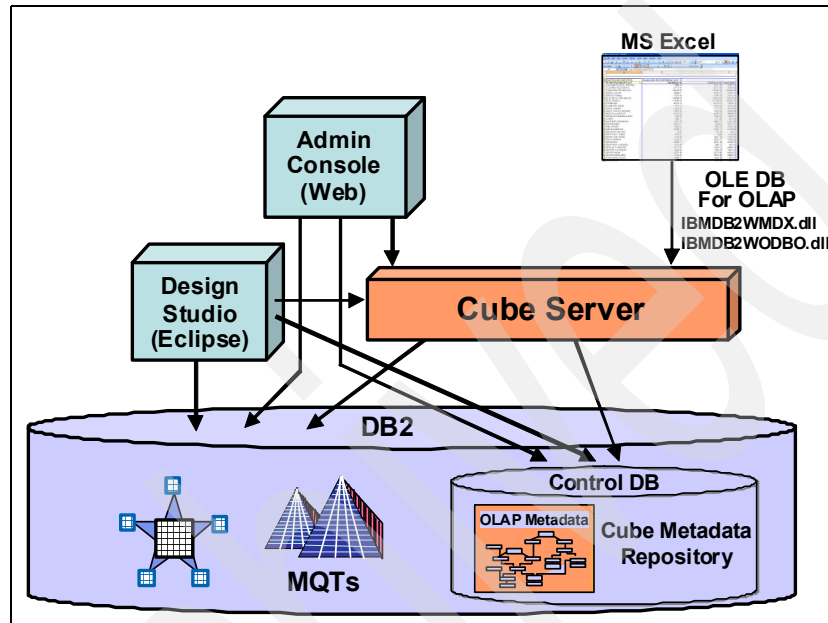 MS Excel
Admin
Console
(Web)
OLE DB
For OLAP
IBMDB2WMDX.dll
IBMDB2WODBO.dll
Design
Studio
(Eclipse)
Cube Server
DB2
Control DB
OLAP Metadata
Cube Metadata
Repository
MQTs